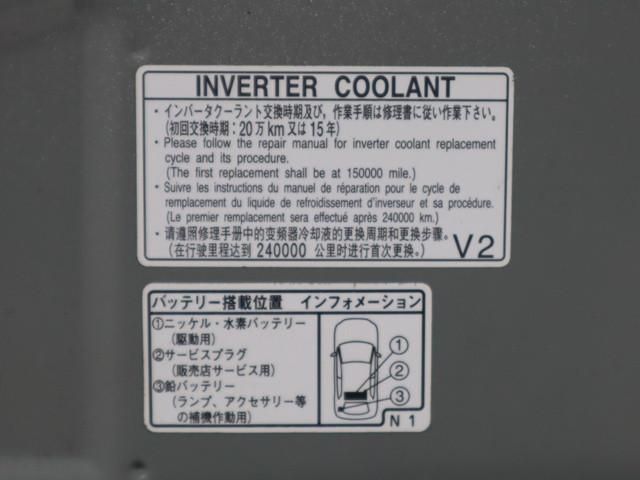 INVERTER COOLANT
・インバータクーラント交換時期及び，作業手順は修理書に従い作業下さい。
(初回交換時期：20万km又は15年)
・Please follow the repair manual for inverter coolant replacement
cycle and its procedure.
(The first replacement shall be at 150000 mile.)
・Suivre les instructions du manuel de réparation pour le cycle de
remplacement du liquide de refroidissement d'inverseur et sa procédure.
(Le premier remplacement sera effectué après 240000 km.)
・请遵照修理手册中的变频器冷却液的更换周期和更换步骤。
(在行驶里程达到 240000 公里时进行首次更换。) V2
バッテリー搭載位置 インフォメーション
①ニッケル・水素バッテリー
(駆動用)
②サービスプラグ
(販売店サービス用)
③鉛バッテリー
(ランプ、アクセサリー等
の補機作動用)
①
②
③
N 1